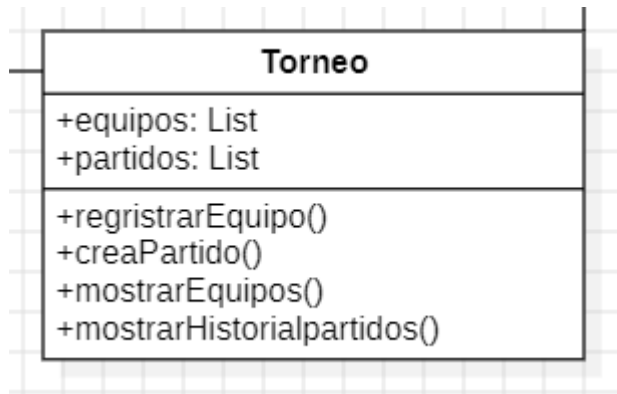 Torneo
+equipos: List
+partidos: List
+regristrarEquipo()
+creaPartido()
+mostrarEquipos()
+mostrarHistorialpartidos()